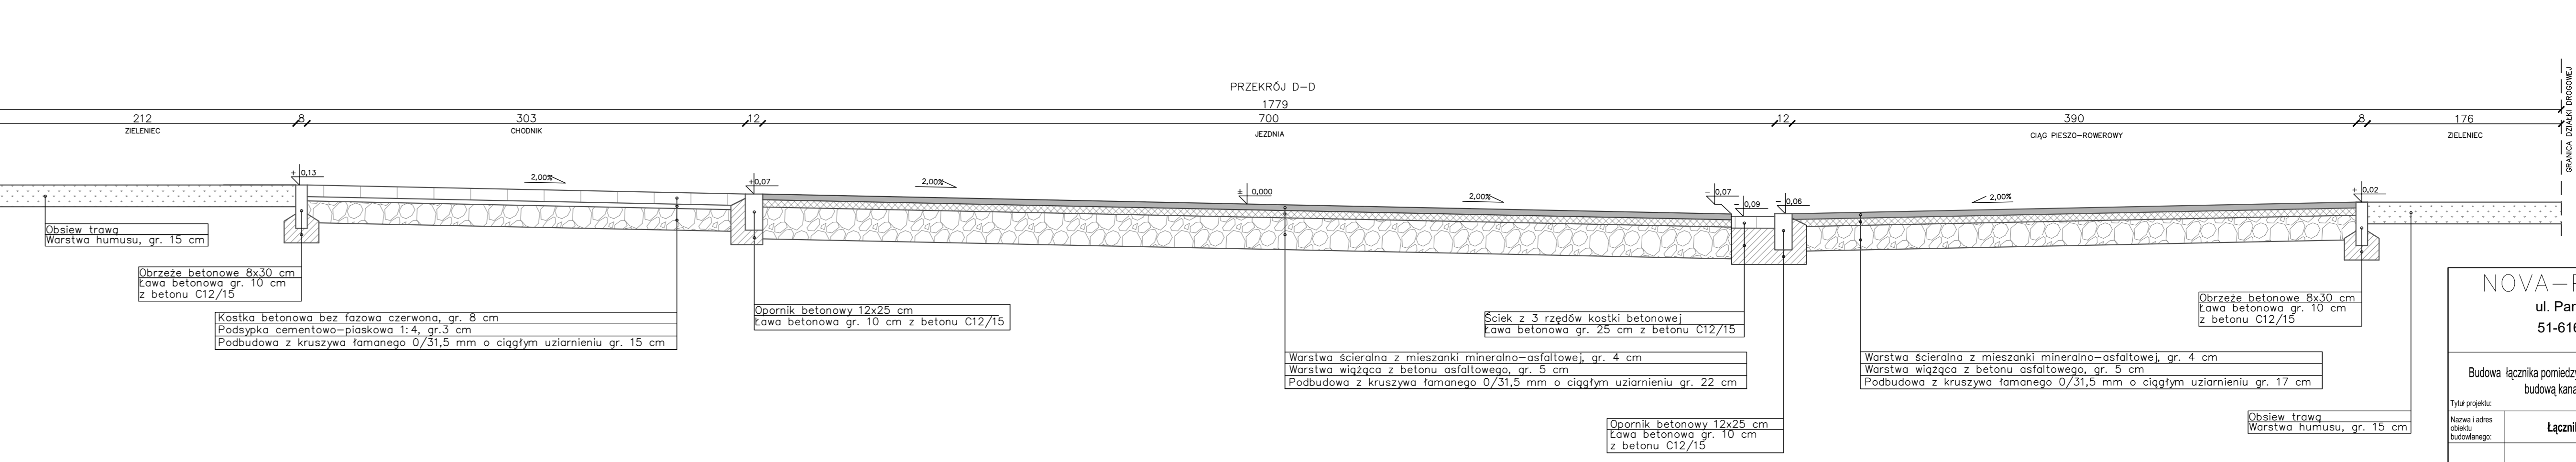 PRZEKRÓJ D-D
1779
212
8
303
12
700
12
390
8
176
ZIELENIEC
CHODNIK
JEZDNIA
CIĄG PIESZO-ROWEROWY
ZIELENIEC
GRANICA DZIAŁKI DROGOWEJ
+ 0,13
2,00%
+0,07
2,00%
± 0,000
2,00%
- 0,07
- 0,09
- 0,06
2,00%
+ 0,02
Obsiew trawą
Warstwa humusu, gr. 15 cm
Obrzeże betonowe 8x30 cm
Ława betonowa gr. 10 cm
z betonu C12/15
Kostka betonowa bez fazowa czerwona, gr. 8 cm
Podsypka cementowo-piaskowa 1:4, gr.3 cm
Podbudowa z kruszywa łamanego 0/31,5 mm o ciągłym uziarnieniu gr. 15 cm
Opornik betonowy 12x25 cm
Ława betonowa gr. 10 cm z betonu C12/15
Ściek z 3 rzędów kostki betonowej
Ława betonowa gr. 25 cm z betonu C12/15
Warstwa ścieralna z mieszanki mineralno-asfaltowej, gr. 4 cm
Warstwa wiążąca z betonu asfaltowego, gr. 5 cm
Podbudowa z kruszywa łamanego 0/31,5 mm o ciągłym uziarnieniu gr. 22 cm
Opornik betonowy 12x25 cm
Ława betonowa gr. 10 cm
z betonu C12/15
Warstwa ścieralna z mieszanki mineralno-asfaltowej, gr. 4 cm
Warstwa wiążąca z betonu asfaltowego, gr. 5 cm
Podbudowa z kruszywa łamanego 0/31,5 mm o ciągłym uziarnieniu gr. 17 cm
Obrzeże betonowe 8x30 cm
Ława betonowa gr. 10 cm
z betonu C12/15
Obsiew trawą
Warstwa humusu, gr. 15 cm
NOVA-
ul. Par
51-616
Budowa łącznika pomiędzy
budową kana
Tytuł projektu:
Nazwa i adres
obiektu
budowlanego:
Łącznik